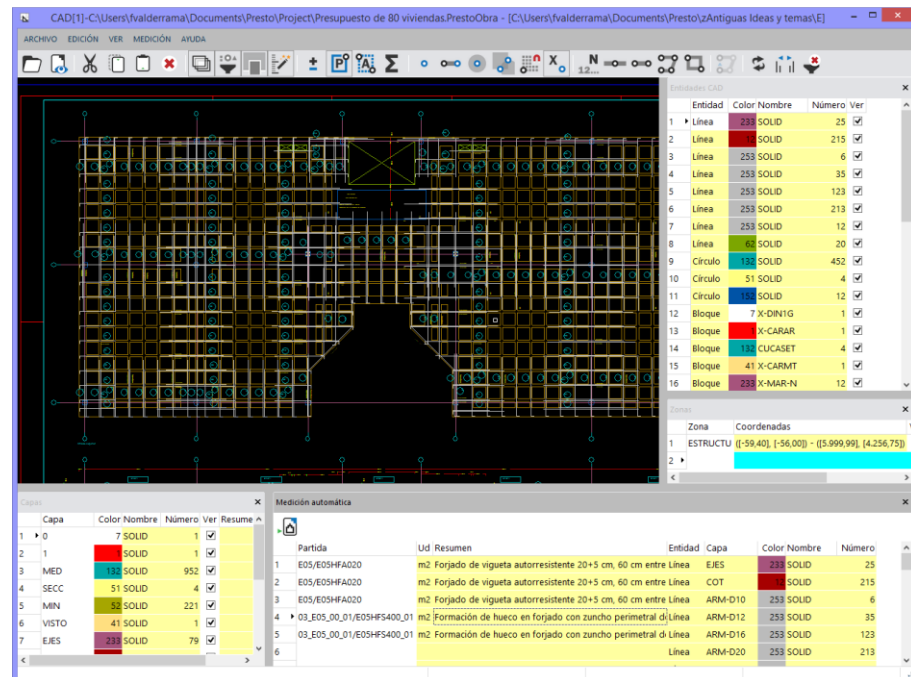 CAD[1]-C:\Users\fvalderrama\Documents\Presto\Project\Presupuesto de 80 viviendas.PrestoObra - [C:\Users\fvalderrama\Documents\Presto\zAntiguas Ideas y temas\E]
ARCHIVO EDICIÓN VER MEDICIÓN AYUDA
N
12...
Entidades CAD
Entidad Color Nombre Número Ver
1 Línea 233 SOLID 25
2 Línea 12 SOLID 215
3 Línea 253 SOLID 6
4 Línea 253 SOLID 35
5 Línea 253 SOLID 123
6 Línea 253 SOLID 213
7 Línea 253 SOLID 12
8 Línea 62 SOLID 20
9 Círculo 132 SOLID 452
10 Círculo 51 SOLID 4
11 Círculo 152 SOLID 12
12 Bloque 7 X-DIN1G 1
13 Bloque 1 X-CARAR 1
14 Bloque 132 CUCASET 4
15 Bloque 41 X-CARMT 1
16 Bloque 233 X-MAR-N 12
Zonas
Zona Coordenadas
1 ESTRUCTU ([-59,40], [-56,00]) - ([5.999,99], [4.256,75])
2
Capas
Capa Color Nombre Número Ver Resume
1 0 7 SOLID 1
2 1 1 SOLID 1
3 MED 132 SOLID 952
4 SECC 51 SOLID 4
5 MIN 52 SOLID 221
6 VISTO 41 SOLID 1
7 EJES 233 SOLID 79
Medición automática
Partida Ud Resumen Entidad Capa Color Nombre Número
1 E05/E05HFA020 m2 Forjado de vigueta autorresistente 20+5 cm, 60 cm entre Línea EJES 233 SOLID 25
2 E05/E05HFA020 m2 Forjado de vigueta autorresistente 20+5 cm, 60 cm entre Línea COT 12 SOLID 215
3 E05/E05HFA020 m2 Forjado de vigueta autorresistente 20+5 cm, 60 cm entre Línea ARM-D10 253 SOLID 6
4 03_E05_00_01/E05HFS400_01 m2 Formación de hueco en forjado con zuncho perimetral d Línea ARM-D12 253 SOLID 35
5 03_E05_00_01/E05HFS400_01 m2 Formación de hueco en forjado con zuncho perimetral d Línea ARM-D16 253 SOLID 123
6 Línea ARM-D20 253 SOLID 213